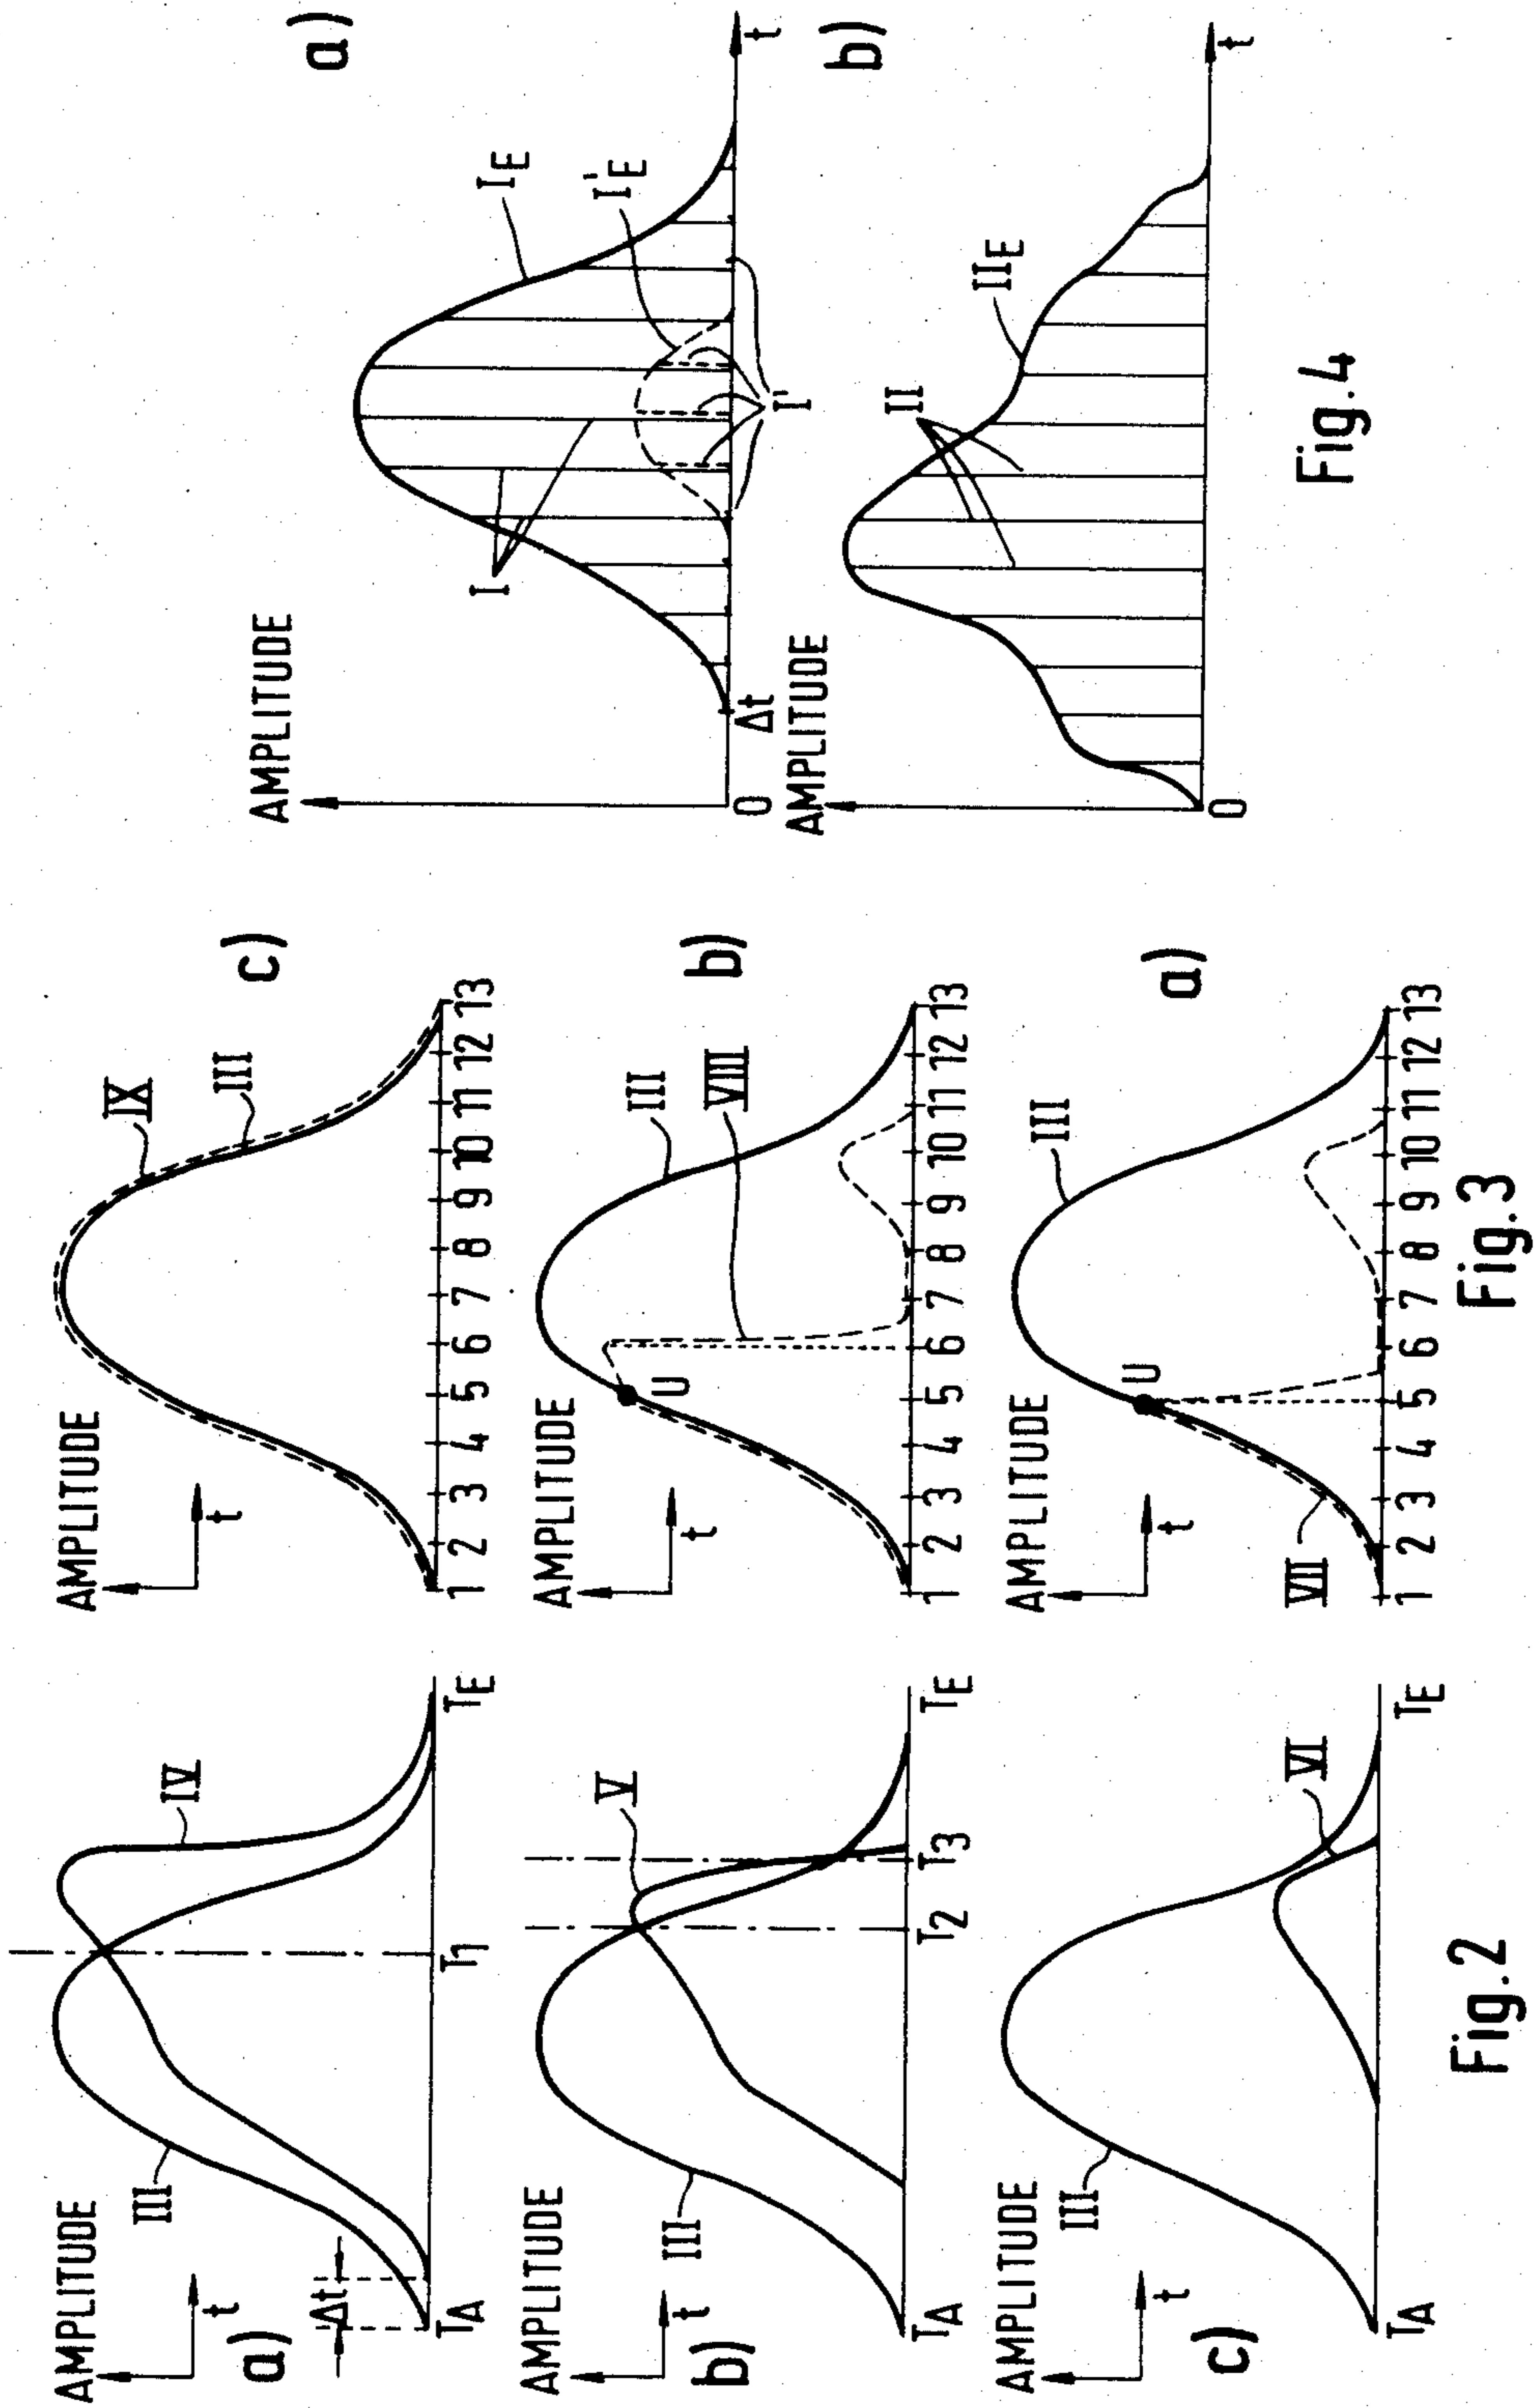 AMPLITUDE
t
a)
Δt
III
IV
TA
T1
TE
AMPLITUDE
t
b)
III
V
TA
T2
T3
TE
AMPLITUDE
t
c)
III
VI
TA
TE
Fig.2
AMPLITUDE
t
IX
III
c)
1 2 3 4 5 6 7 8 9 10 11 12 13
AMPLITUDE
t
U
III
VIII
b)
1 2 3 4 5 6 7 8 9 10 11 12 13
AMPLITUDE
t
U
III
VII
a)
1 2 3 4 5 6 7 8 9 10 11 12 13
Fig.3
AMPLITUDE
a)
I
IE
I'E
I'
0
Δt
t
AMPLITUDE
b)
II
IIE
0
t
Fig.4